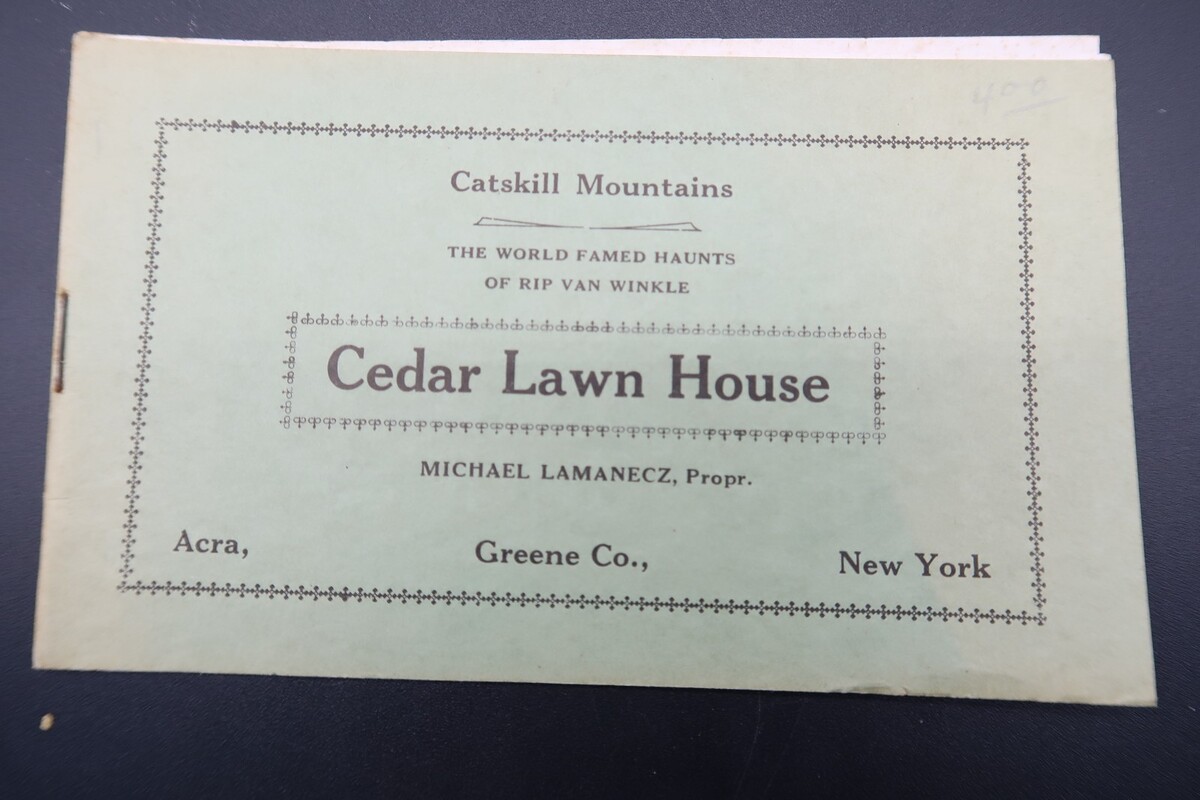 400
Catskill Mountains
THE WORLD FAMED HAUNTS
OF RIP VAN WINKLE
Cedar Lawn House
MICHAEL LAMANECZ, Propr.
Acra, Greene Co., New York